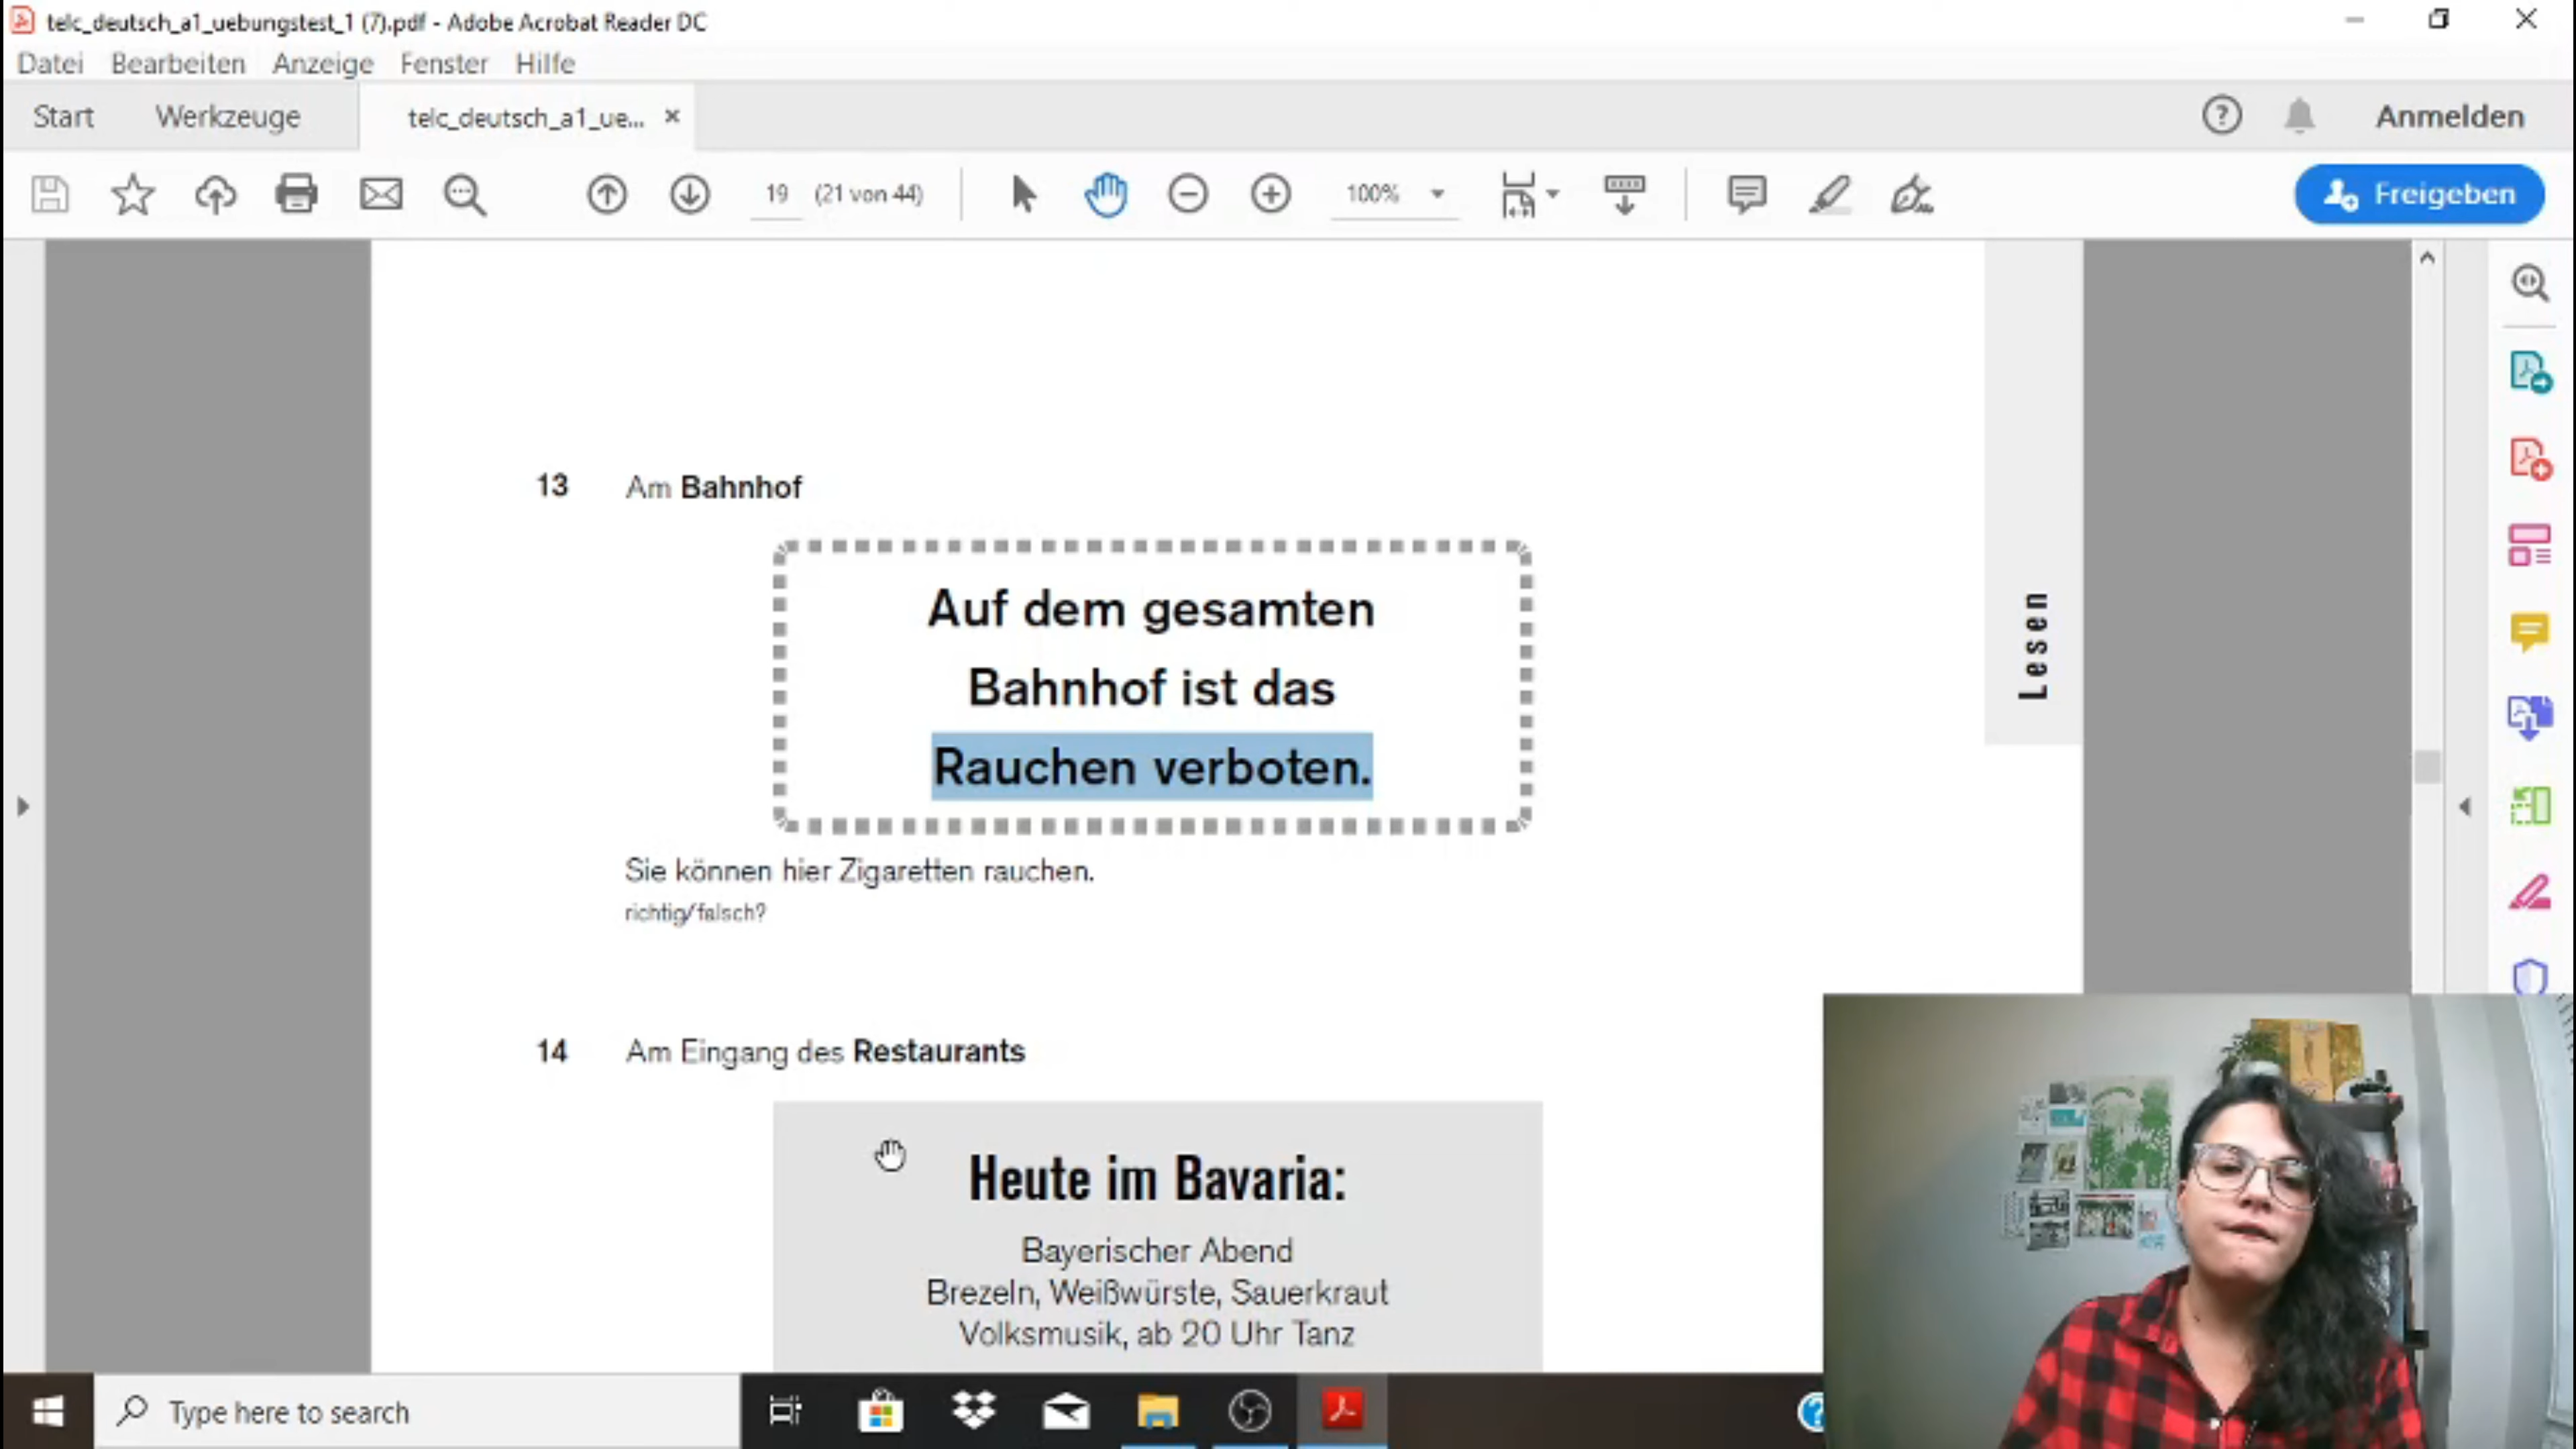 telc_deutsch_a1_uebungstest_1 (7).pdf - Adobe Acrobat Reader DC
Datei Bearbeiten Anzeige Fenster Hilfe
Start Werkzeuge telc_deutsch_a1_ue... Anmelden
19 (21 von 44) 100% Freigeben
13 Am Bahnhof
Auf dem gesamten
Bahnhof ist das
Rauchen verboten.
Lesen
Sie können hier Zigaretten rauchen.
richtig/falsch?
14 Am Eingang des Restaurants
Heute im Bavaria:
Bayerischer Abend
Brezeln, Weißwürste, Sauerkraut
Volksmusik, ab 20 Uhr Tanz
Type here to search